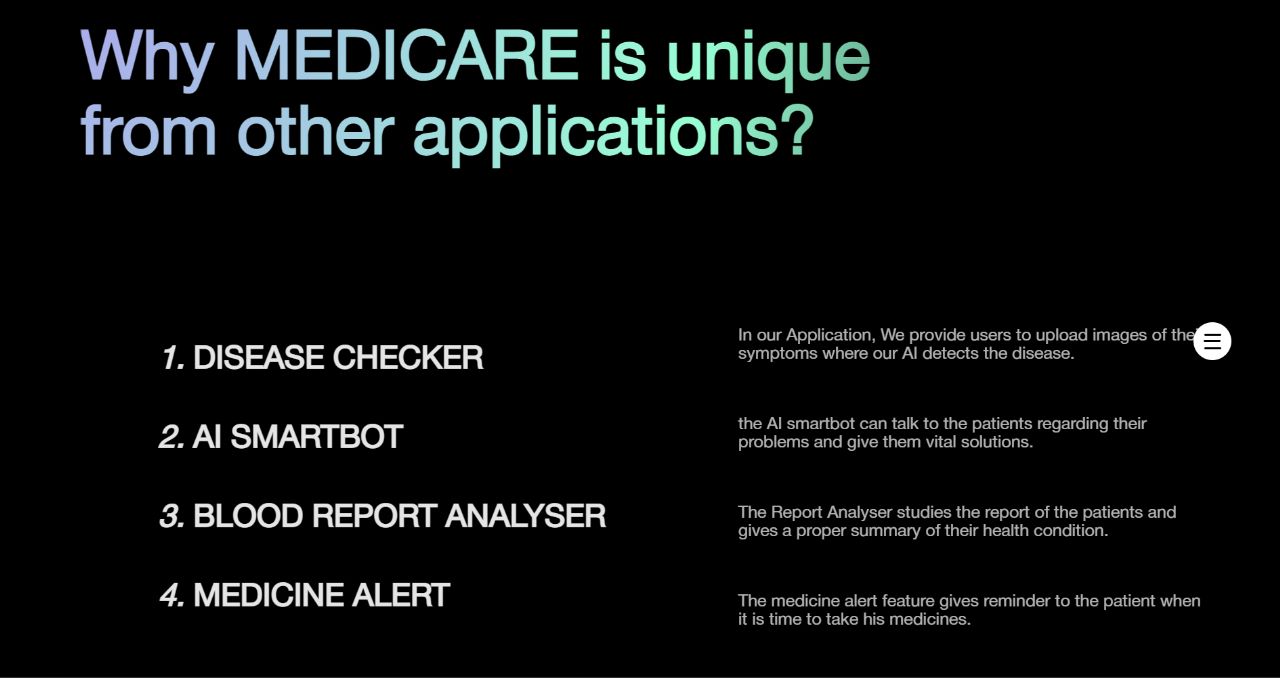 Why MEDICARE is unique
from other applications?
1. DISEASE CHECKER
In our Application, We provide users to upload images of
symptoms where our AI detects the disease.
2. AI SMARTBOT
the AI smartbot can talk to the patients regarding their
problems and give them vital solutions.
3. BLOOD REPORT ANALYSER
The Report Analyser studies the report of the patients and
gives a proper summary of their health condition.
4. MEDICINE ALERT
The medicine alert feature gives reminder to the patient when
it is time to take his medicines.